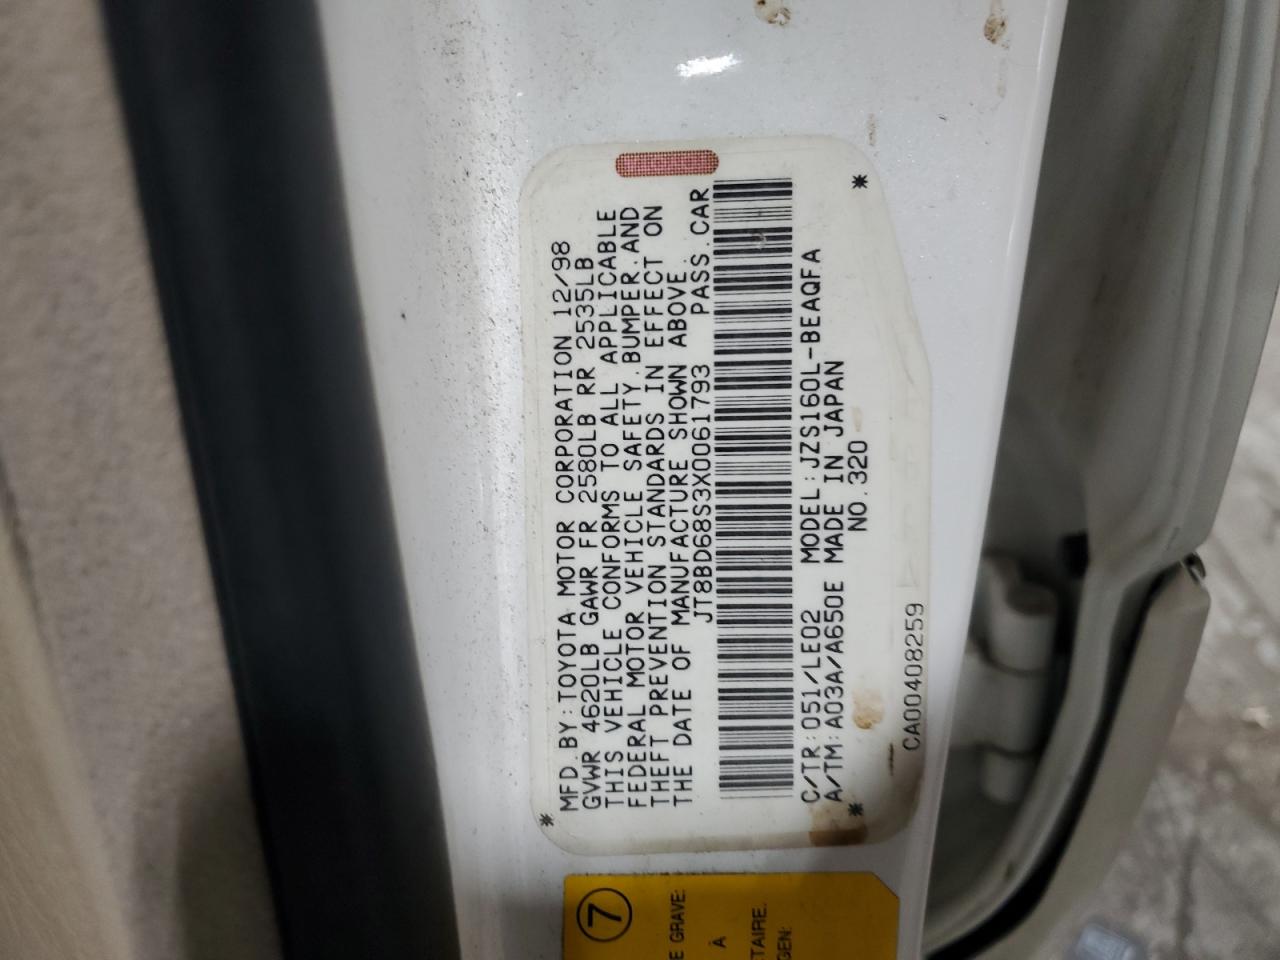 MFD.BY:TOYOTA MOTOR CORPORATION 12/98
GVWR 4620LB GAWR FR 2580LB RR 2535LB
THIS VEHICLE CONFORMS TO ALL APPLICABLE
FEDERAL MOTOR VEHICLE SAFETY,BUMPER,AND
THEFT PREVENTION STANDARDS IN EFFECT ON
THE DATE OF MANUFACTURE SHOWN ABOVE.
JT8BD68S3X0061793 PASS.CAR
C/TR:051/LE02 MODEL:JZS160L-BEAQFA
A/TM:A03A/A650E MADE IN JAPAN
* NO.320 *
CA00408259
7
E GRAVE:
À
ÉTAIRE.
GEN: